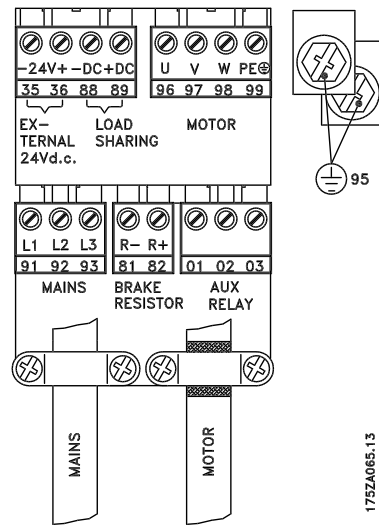 −24V+ −DC+DC
35 36 88 89
EX−
TERNAL
24Vd.c.
LOAD
SHARING
U V W PE⏚
96 97 98 99
MOTOR
95
L1 L2 L3
91 92 93
MAINS
R− R+
81 82
BRAKE
RESISTOR
01 02 03
AUX
RELAY
MAINS
MOTOR
175ZA065.13